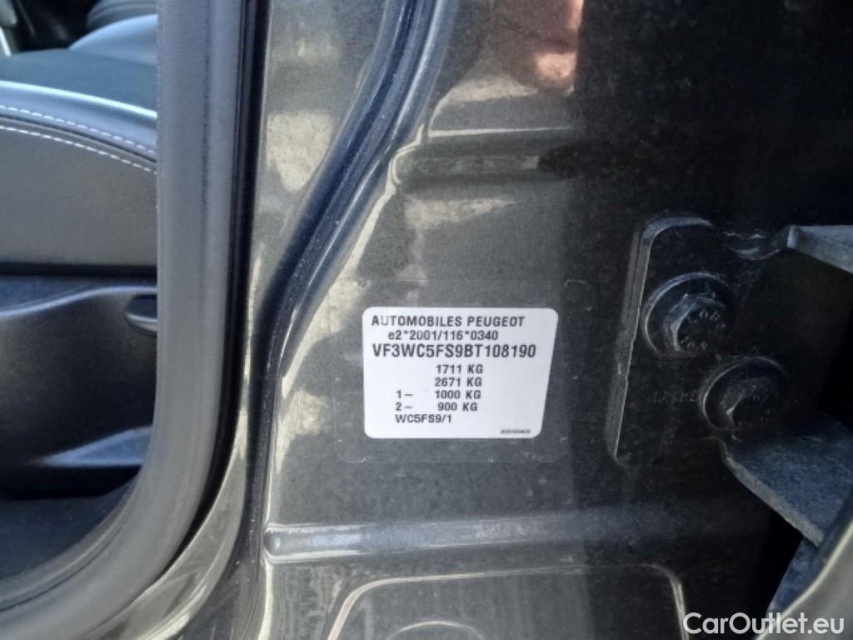 AUTOMOBILES PEUGEOT
e2*2001/116*0340
VF3WC5FS9BT108190
1711 KG
2671 KG
1- 1000 KG
2- 900 KG
WC5FS9/1
CarOutlet.eu